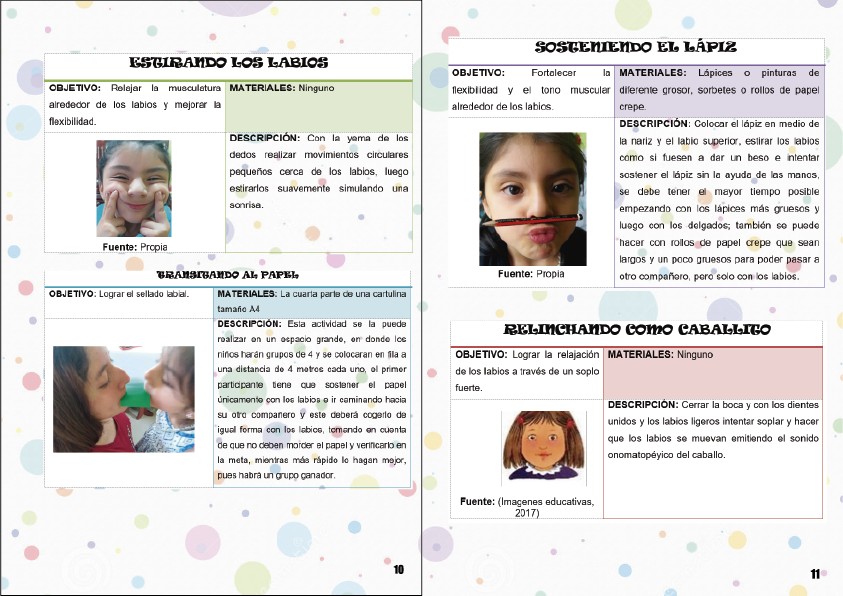 ESTIRANDO LOS LABIOS
OBJETIVO: Relajar la musculatura
alrededor de los labios y mejorar la
flexibilidad.
MATERIALES: Ninguno
DESCRIPCIÓN: Con la yema de los
dedos realizar movimientos circulares
pequeños cerca de los labios, luego
estirarlos suavemente simulando una
sonrisa.
Fuente: Propia
TRANSITANDO AL PAPEL
OBJETIVO: Lograr el sellado labial.
MATERIALES: La cuarta parte de una cartulina
tamaño A4
DESCRIPCIÓN: Esta actividad se la puede
realizar en un espacio grande, en donde los
niños harán grupos de 4 y se colocaran en fila a
una distancia de 4 metros cada uno, el primer
participante tiene que sostener el papel
únicamente con los labios e ir caminando hacia
su otro compañero y este deberá cogerlo de
igual forma con los labios, tomando en cuenta
de que no deben morder el papel y verificarlo en
la meta, mientras más rápido lo hagan mejor,
pues habrá un grupo ganador.
10
SOSTENIENDO EL LÁPIZ
OBJETIVO: Fortalecer la
flexibilidad y el tono muscular
alrededor de los labios.
MATERIALES: Lápices o pinturas de
diferente grosor, sorbetes o rollos de papel
crepe.
DESCRIPCIÓN: Colocar el lápiz en medio de
la nariz y el labio superior, estirar los labios
como si fuesen a dar un beso e intentar
sostener el lápiz sin la ayuda de las manos,
se debe tener el mayor tiempo posible
empezando con los lápices más gruesos y
luego con los delgados; también se puede
hacer con rollos de papel crepe que sean
largos y un poco gruesos para poder pasar a
otro compañero, pero solo con los labios.
Fuente: Propia
RELINCHANDO COMO CABALLITO
OBJETIVO: Lograr la relajación
de los labios a través de un soplo
fuerte.
MATERIALES: Ninguno
DESCRIPCIÓN: Cerrar la boca y con los dientes
unidos y los labios ligeros intentar soplar y hacer
que los labios se muevan emitiendo el sonido
onomatopéyico del caballo.
Fuente: (Imagenes educativas,
2017)
11